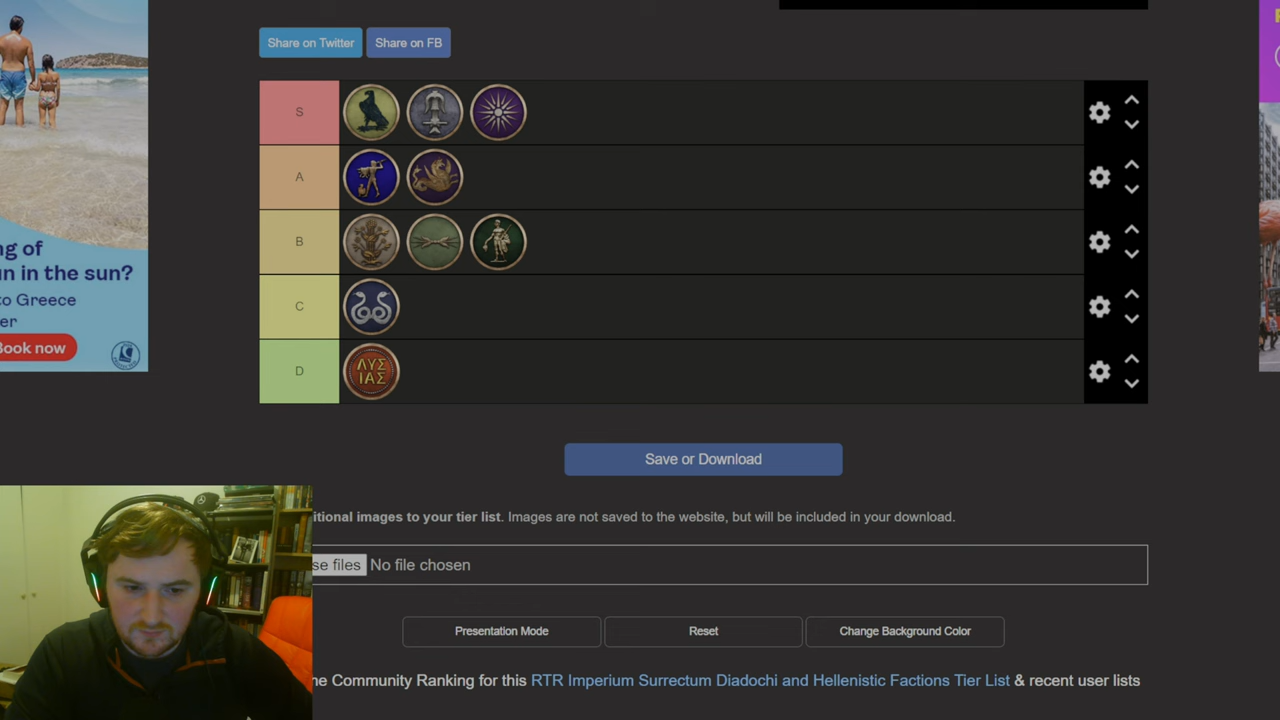 Share on Twitter
Share on FB
S
A
B
C
D
ΛΥΣ
ΙΑΣ
ng of
n in the sun?
to Greece
er
Book now
Save or Download
itional images to your tier list. Images are not saved to the website, but will be included in your download.
se files
No file chosen
Presentation Mode
Reset
Change Background Color
he Community Ranking for this RTR Imperium Surrectum Diadochi and Hellenistic Factions Tier List & recent user lists